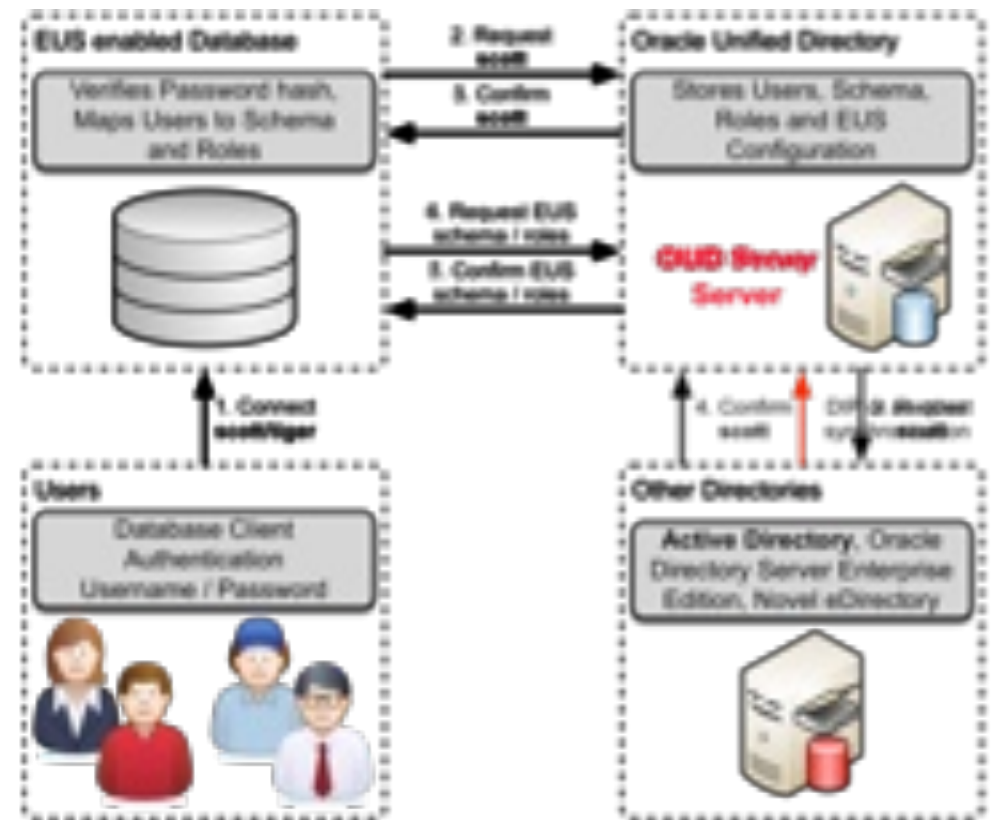 EUS enabled Database
Verifies Password hash,
Maps Users to Schema
and Roles
2. Request
scott
Confirm
scott
Oracle Unified Directory
Stores Users, Schema,
Roles and EUS
Configuration
6. Request EUS
schema / roles
Confirm EUS
schema / roles
OUD
Server
1. Connect
scott/tiger
4. Confirm
scott
Users
Database Client
Authentication
Username / Password
Other Directories
Active Directory, Oracle
Directory Server Enterprise
Edition, Novel eDirectory